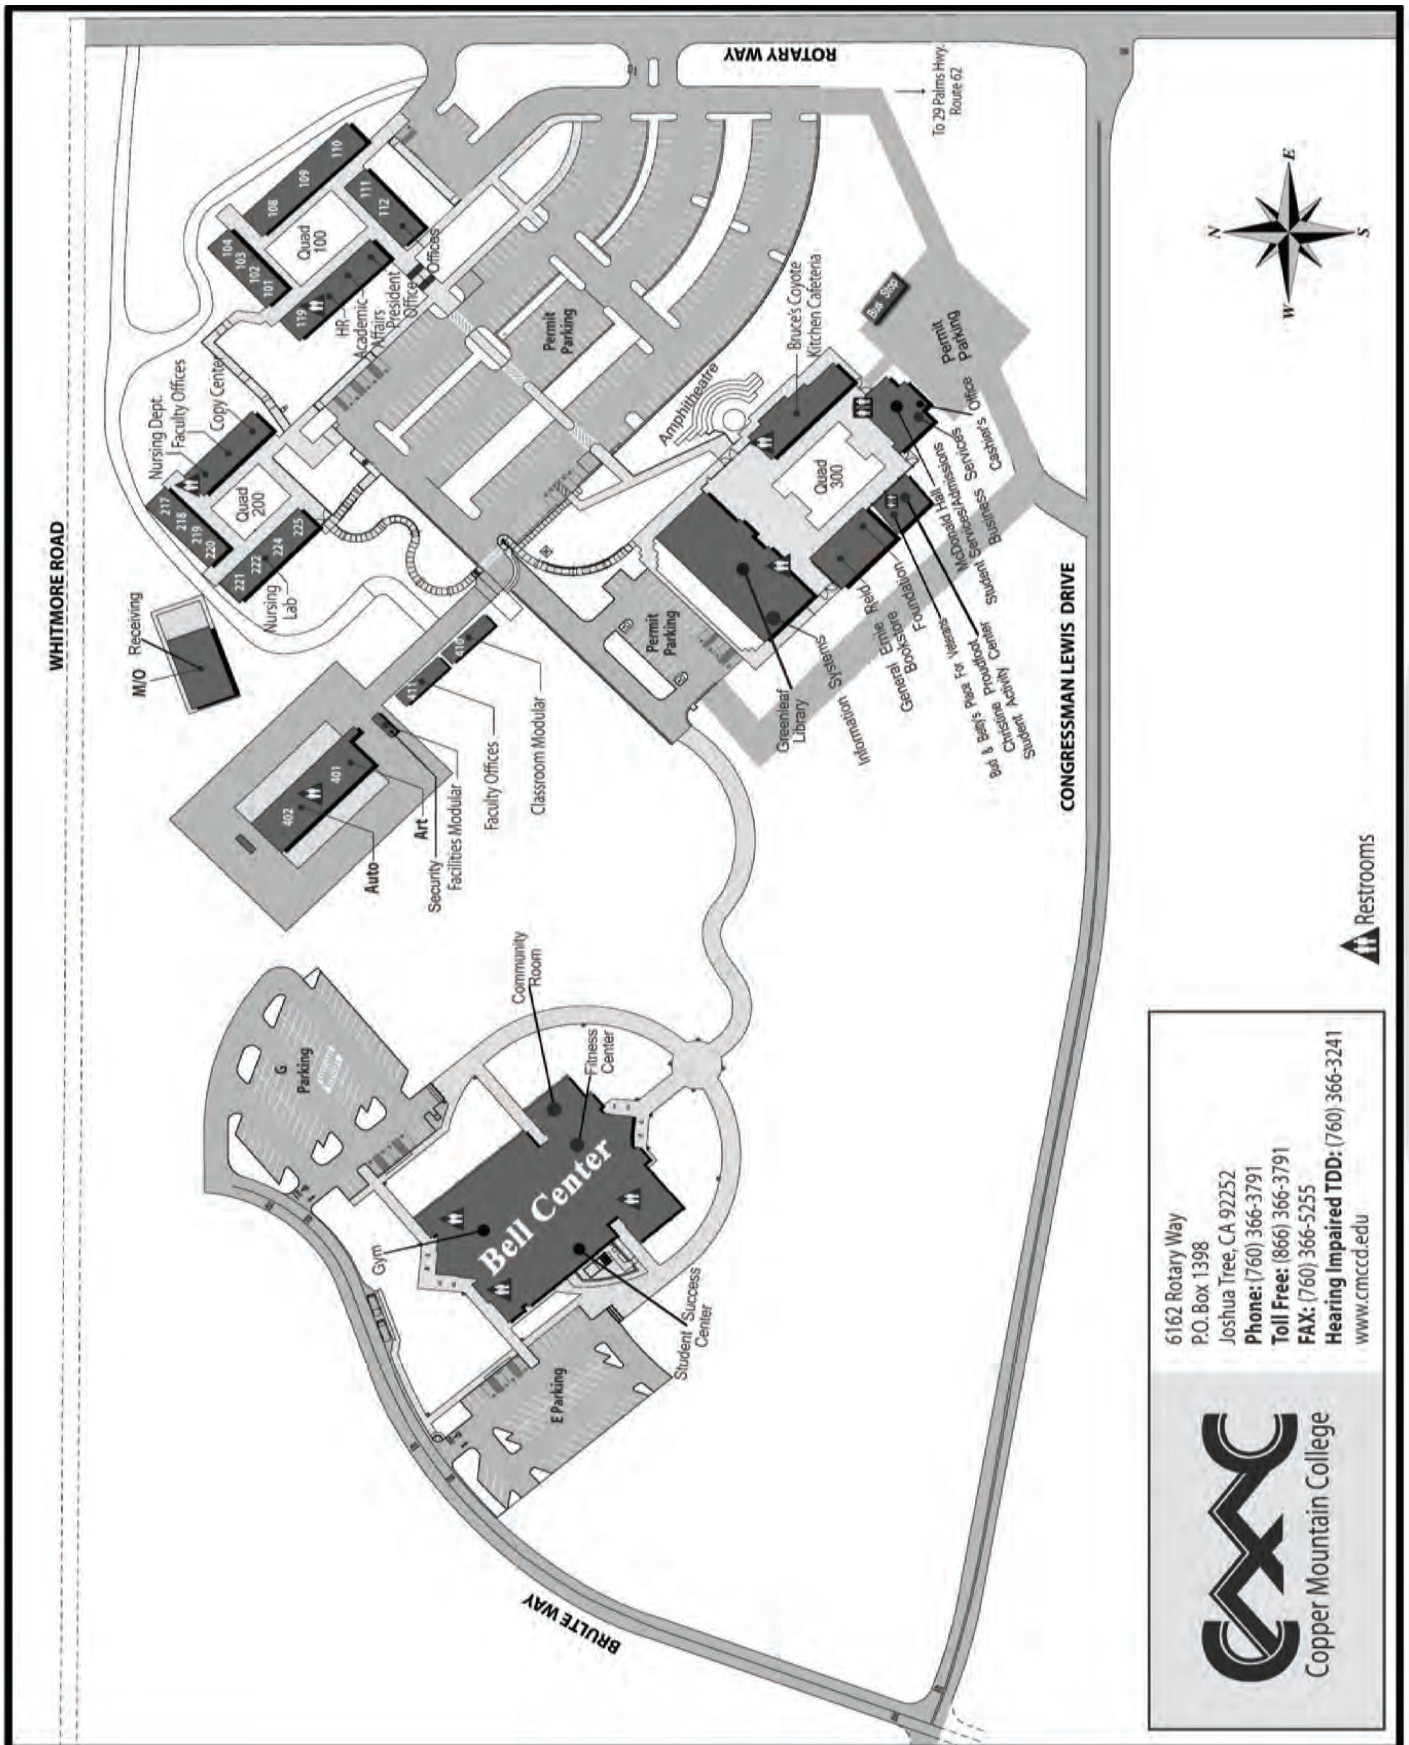 WHITMORE ROAD
M/O
Receiving
217
218
219
220
221
222
224
225
Quad
200
Nursing Dept.
Faculty Offices
Copy Center
Nursing
Lab
101
102
103
104
108
109
110
111
112
119
Quad
100
HR
Academic
Affairs
President
Office
Offices
ROTARY WAY
To 29 Palms Hwy.
Route 62
Permit
Parking
Amphitheatre
Bruce's Coyote
Kitchen Cafeteria
Bus Stop
Permit
Parking
Quad
300
Permit
Parking
Greenleaf
Library
Information Systems
General Ernie Reid
Bookstore
Foundation
Bob & Betty's Place For Veterans
Christine Proudfoot
Student Activity Center
McDonald Hall
Student Services/Admissions
Business Services
Cashier's Office
CONGRESSMAN LEWIS DRIVE
410
411
Classroom Modular
Faculty Offices
Facilities Modular
Security
Art
Auto
401
402
G
Parking
Community
Room
Fitness
Center
Bell Center
Gym
Student Success
Center
E Parking
BRULTE WAY
N
E
S
W
Restrooms
6162 Rotary Way
P.O. Box 1398
Joshua Tree, CA 92252
Phone: (760) 366-3791
Toll Free: (866) 366-3791
FAX: (760) 366-5255
Hearing Impaired TDD: (760) 366-3241
www.cmccd.edu
CMC
Copper Mountain College